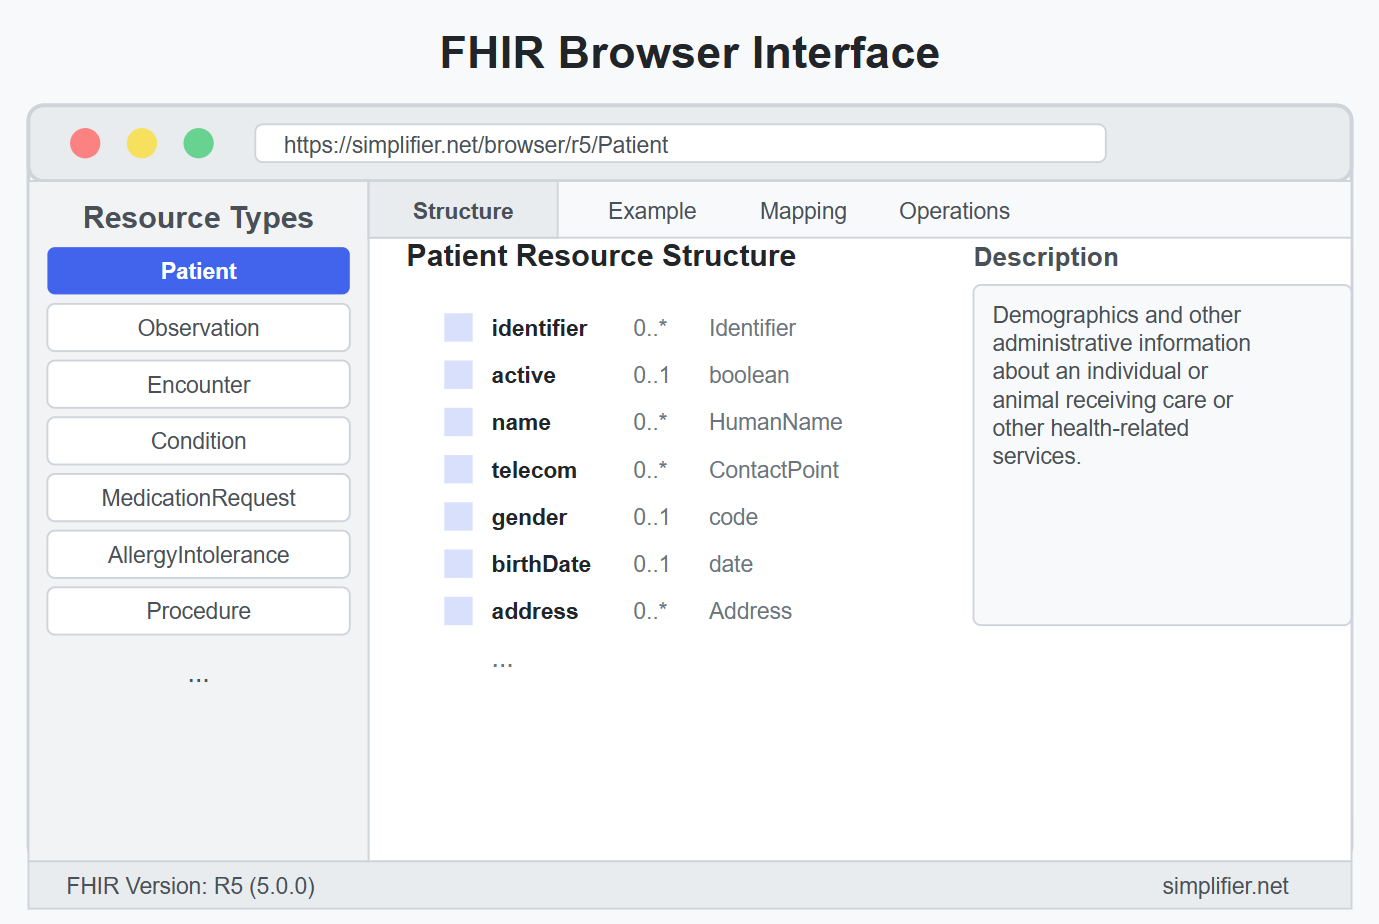 FHIR Browser Interface
https://simplifier.net/browser/r5/Patient
Resource Types
Patient
Observation
Encounter
Condition
MedicationRequest
AllergyIntolerance
Procedure
...
Structure Example Mapping Operations
Patient Resource Structure
identifier 0..* Identifier
active 0..1 boolean
name 0..* HumanName
telecom 0..* ContactPoint
gender 0..1 code
birthDate 0..1 date
address 0..* Address
...
Description
Demographics and other
administrative information
about an individual or
animal receiving care or
other health-related
services.
FHIR Version: R5 (5.0.0)
simplifier.net